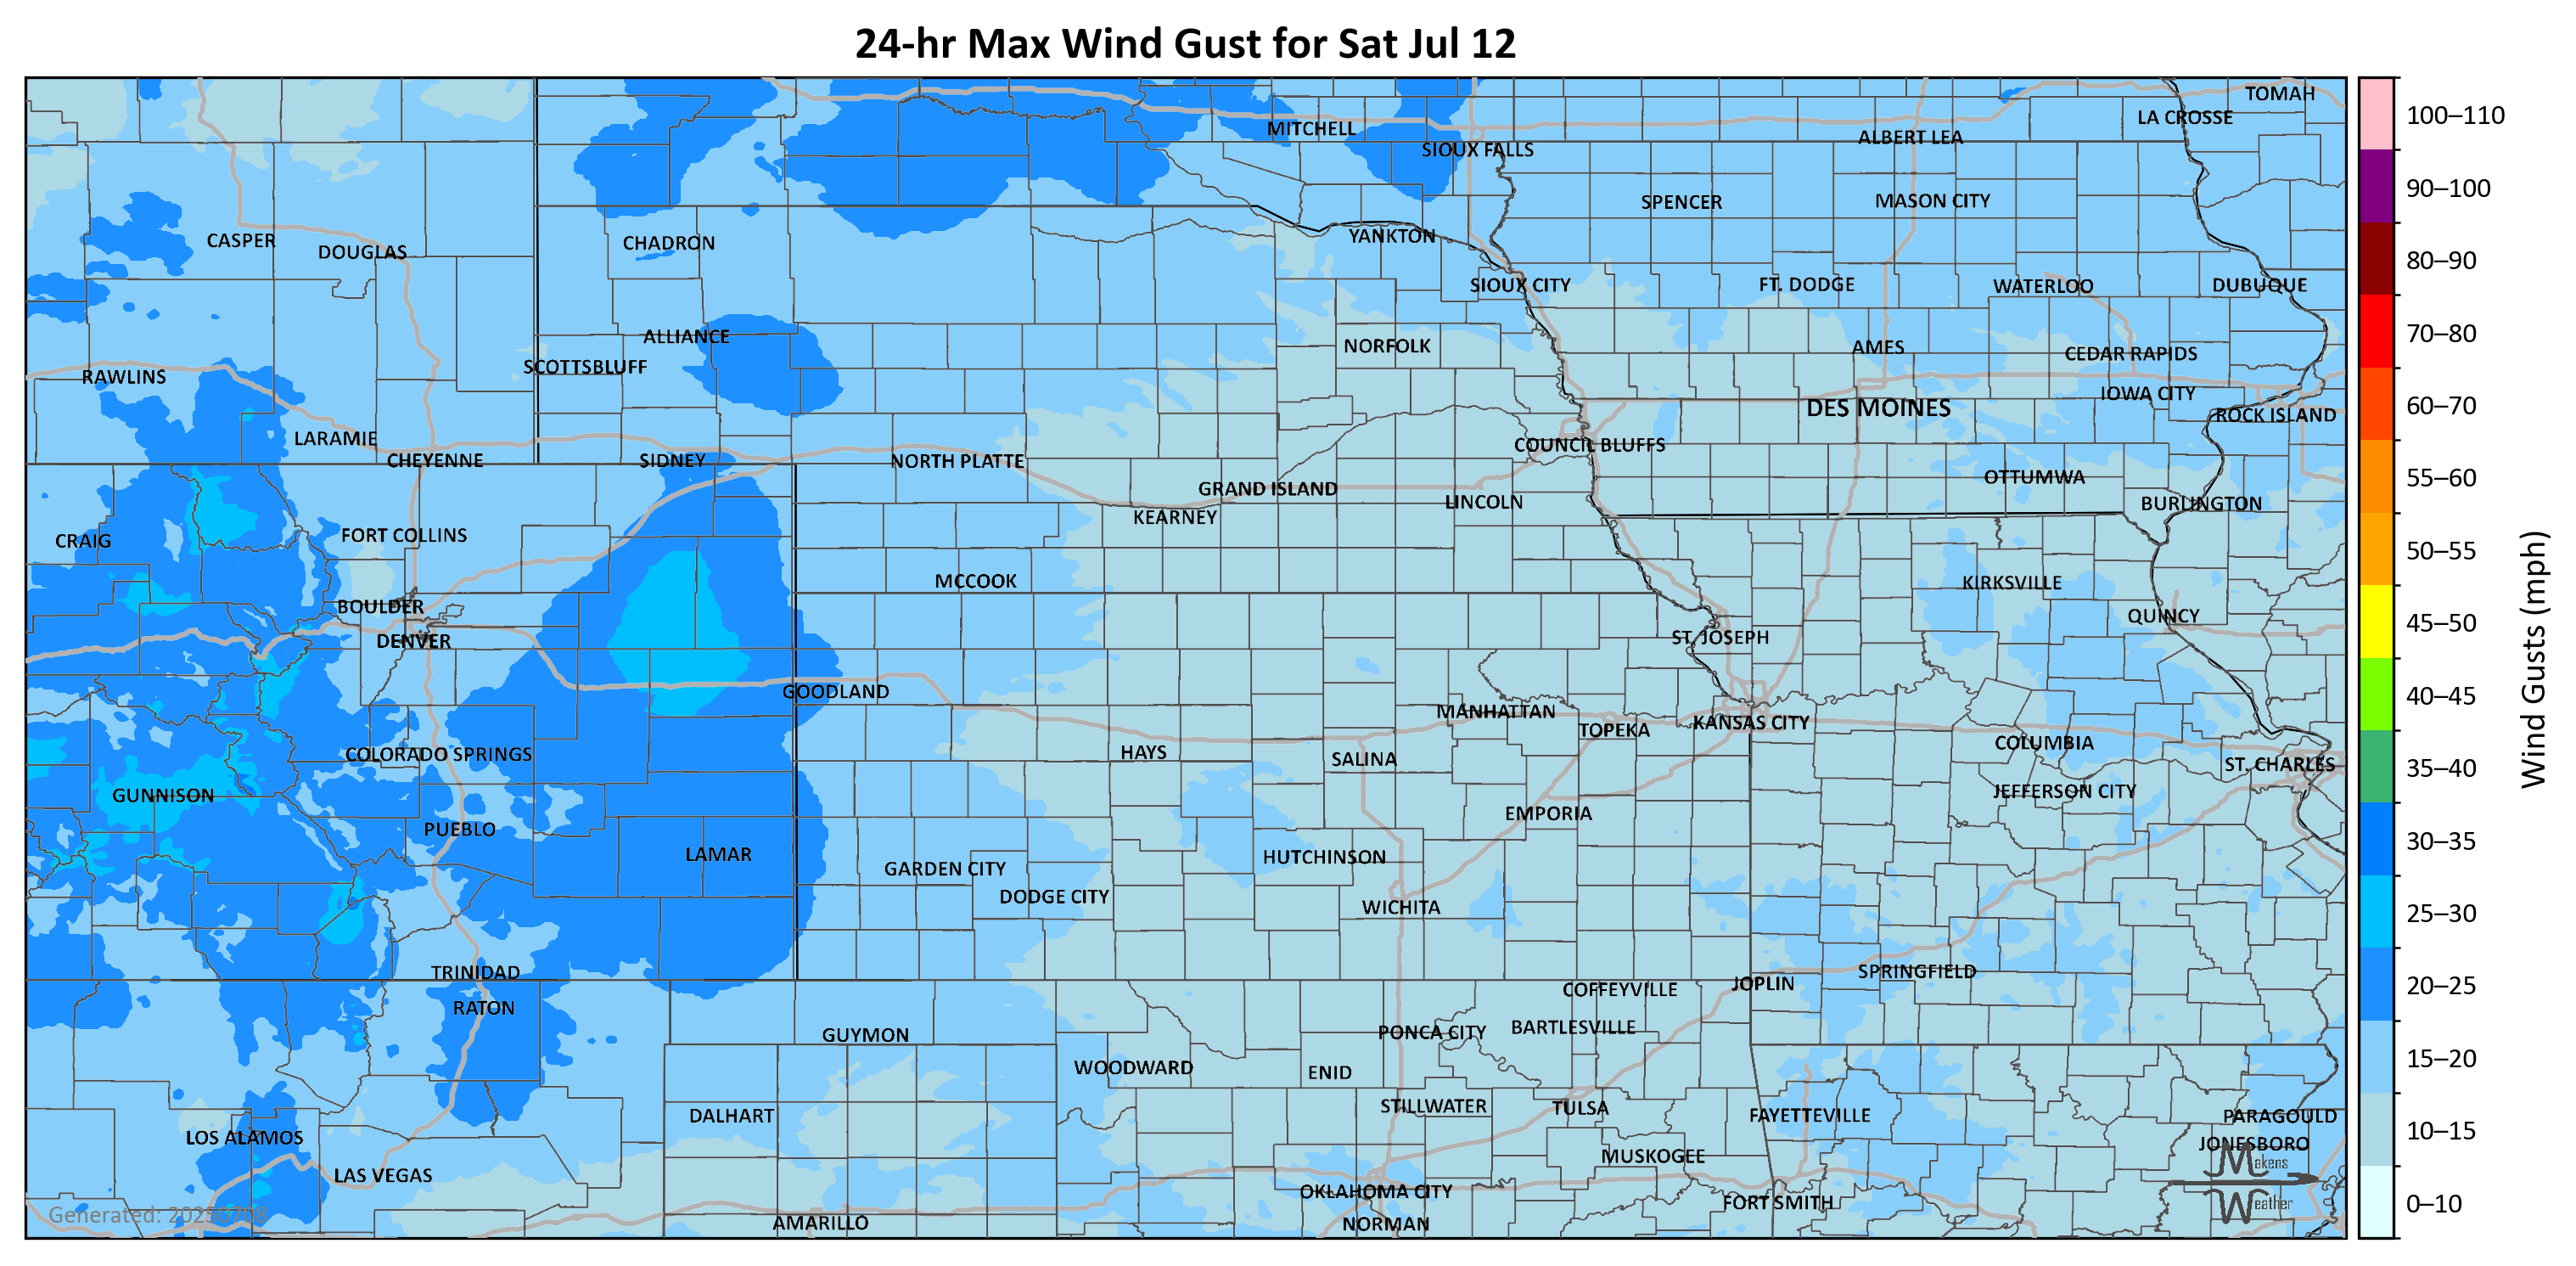 24-hr Max Wind Gust for Sat Jul 12
TOMAH
LA CROSSE
MITCHELL
ALBERT LEA
SIOUX FALLS
SPENCER
MASON CITY
YANKTON
CASPER
CHADRON
DOUGLAS
SIOUX CITY
FT. DODGE
WATERLOO
DUBUQUE
ALLIANCE
NORFOLK
AMES
CEDAR RAPIDS
SCOTTSBLUFF
RAWLINS
IOWA CITY
DES MOINES
ROCK ISLAND
LARAMIE
COUNCIL BLUFFS
CHEYENNE
SIDNEY
NORTH PLATTE
OTTUMWA
GRAND ISLAND
LINCOLN
BURLINGTON
KEARNEY
FORT COLLINS
CRAIG
MCCOOK
KIRKSVILLE
BOULDER
QUINCY
DENVER
ST. JOSEPH
GOODLAND
MANHATTAN
KANSAS CITY
TOPEKA
COLUMBIA
COLORADO SPRINGS
HAYS
SALINA
ST. CHARLES
GUNNISON
JEFFERSON CITY
EMPORIA
PUEBLO
LAMAR
HUTCHINSON
GARDEN CITY
DODGE CITY
WICHITA
TRINIDAD
SPRINGFIELD
JOPLIN
COFFEYVILLE
RATON
BARTLESVILLE
PONCA CITY
GUYMON
WOODWARD
ENID
STILLWATER
TULSA
DALHART
FAYETTEVILLE
PARAGOULD
LOS ALAMOS
JONESBORO
MUSKOGEE
LAS VEGAS
OKLAHOMA CITY
FORT SMITH
AMARILLO
NORMAN
Makens
Weather
Generated: 20250708
100–110
90–100
80–90
70–80
60–70
55–60
50–55
45–50
40–45
35–40
30–35
25–30
20–25
15–20
10–15
0–10
Wind Gusts (mph)